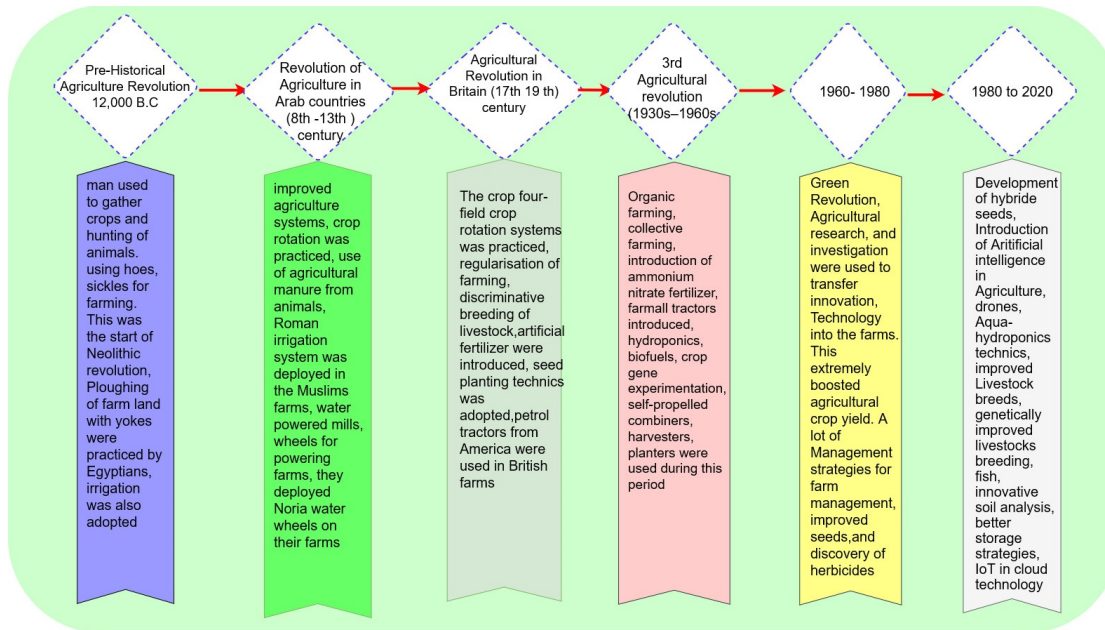 Pre-Historical
Agriculture Revolution
12,000 B.C
Revolution of
Agriculture in
Arab countries
(8th -13th )
century
Agricultural
Revolution in
Britain (17th 19 th)
century
3rd
Agricultural
revolution
(1930s–1960s
1960- 1980
1980 to 2020
man used
to gather
crops and
hunting of
animals.
using hoes,
sickles for
farming.
This was
the start of
Neolithic
revolution,
Ploughing
of farm land
with yokes
were
practiced by
Egyptians,
irrigation
was also
adopted
improved
agriculture
systems, crop
rotation was
practiced, use
of agricultural
manure from
animals,
Roman
irrigation
system was
deployed in
the Muslims
farms, water
powered mills,
wheels for
powering
farms, they
deployed
Noria water
wheels on
their farms
The crop four-
field crop
rotation systems
was practiced,
regularisation of
farming,
discriminative
breeding of
livestock,artificial
fertilizer were
introduced, seed
planting technics
was
adopted,petrol
tractors from
America were
used in British
farms
Organic
farming,
collective
farming,
introduction of
ammonium
nitrate fertilizer,
farmall tractors
introduced,
hydroponics,
biofuels, crop
gene
experimentation,
self-propelled
combiners,
harvesters,
planters were
used during this
period
Green
Revolution,
Agricultural
research, and
investigation
were used to
transfer
innovation,
Technology
into the farms.
This
extremely
boosted
agricultural
crop yield. A
lot of
Management
strategies for
farm
management,
improved
seeds,and
discovery of
herbicides
Development
of hybride
seeds,
Introduction
of Aritificial
intelligence
in
Agriculture,
drones,
Aqua-
hydroponics
technics,
improved
Livestock
breeds,
genetically
improved
livestocks
breeding,
fish,
innovative
soil analysis,
better
storage
strategies,
IoT in cloud
technology